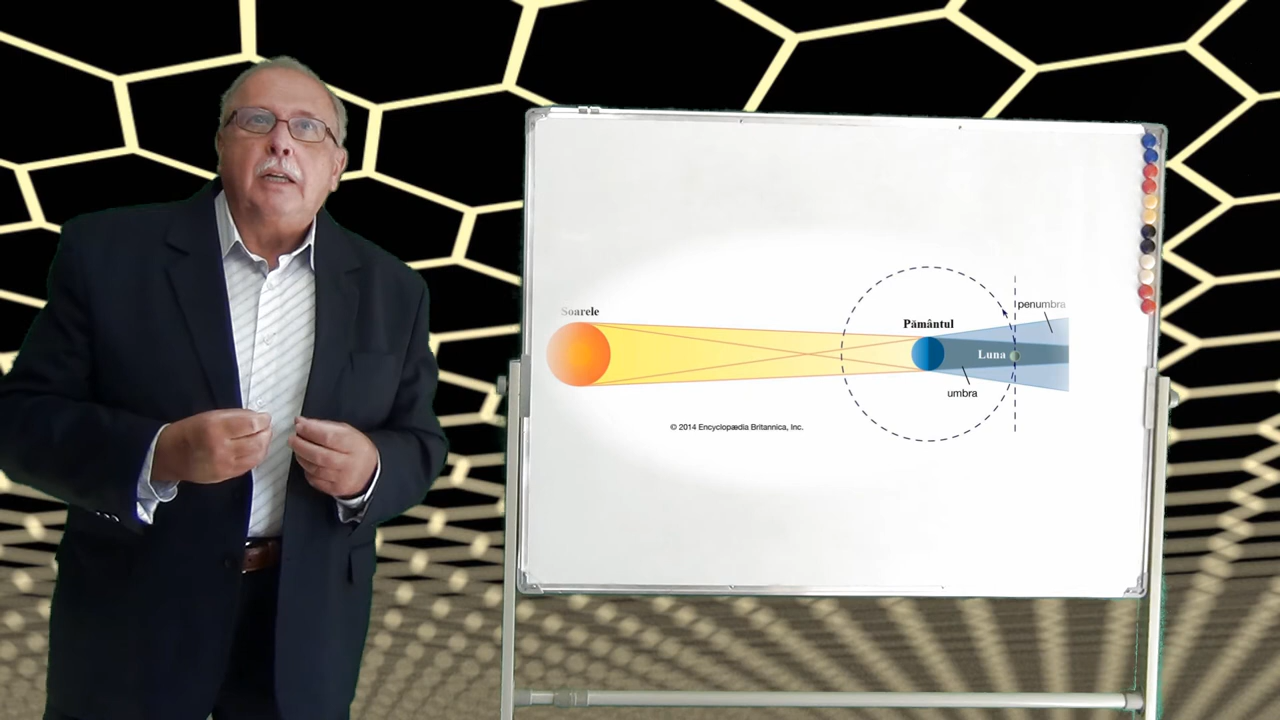 Soarele
Pământul
penumbra
Luna
umbra
© 2014 Encyclopædia Britannica, Inc.